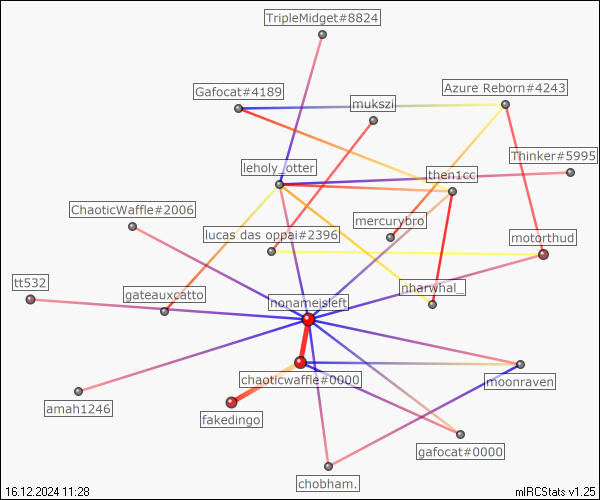 TripleMidget#8824
Azure Reborn#4243
Gafocat#4189
mukszi
Thinker#5995
leholy_otter
then1cc
ChaoticWaffle#2006
mercurybro
lucas das oppai#2396
motorthud
tt532
gateauxcatto
nharwhal_
nonameisleft
chaoticwaffle#0000
moonraven
amah1246
fakedingo
gafocat#0000
chobham.
16.12.2024 11:28
mIRCStats v1.25